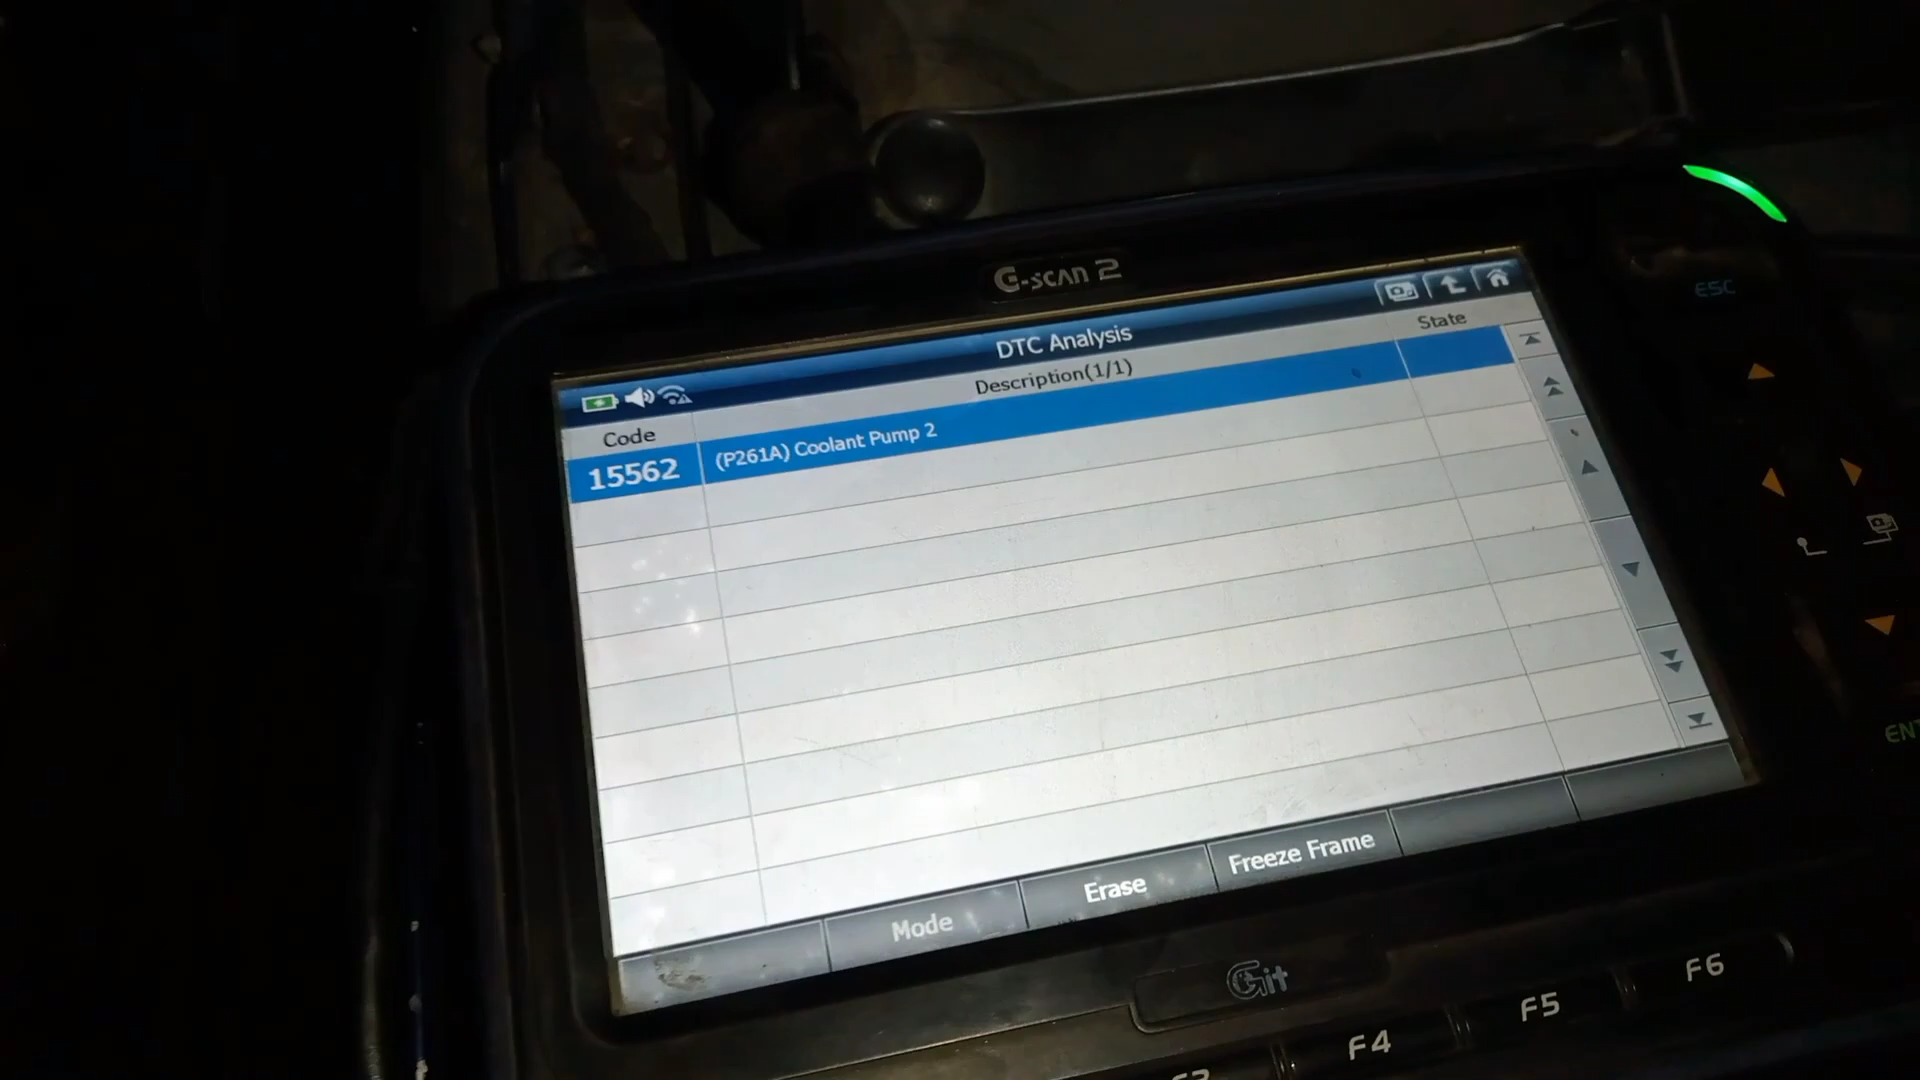 G-scan 2
ESC
DTC Analysis
Code
Description(1/1)
State
15562
(P261A) Coolant Pump 2
ENT
Mode
Erase
Freeze Frame
Git
F4
F5
F6